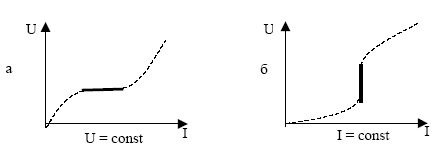 U
а
I
U = const
U
б
I
I = const